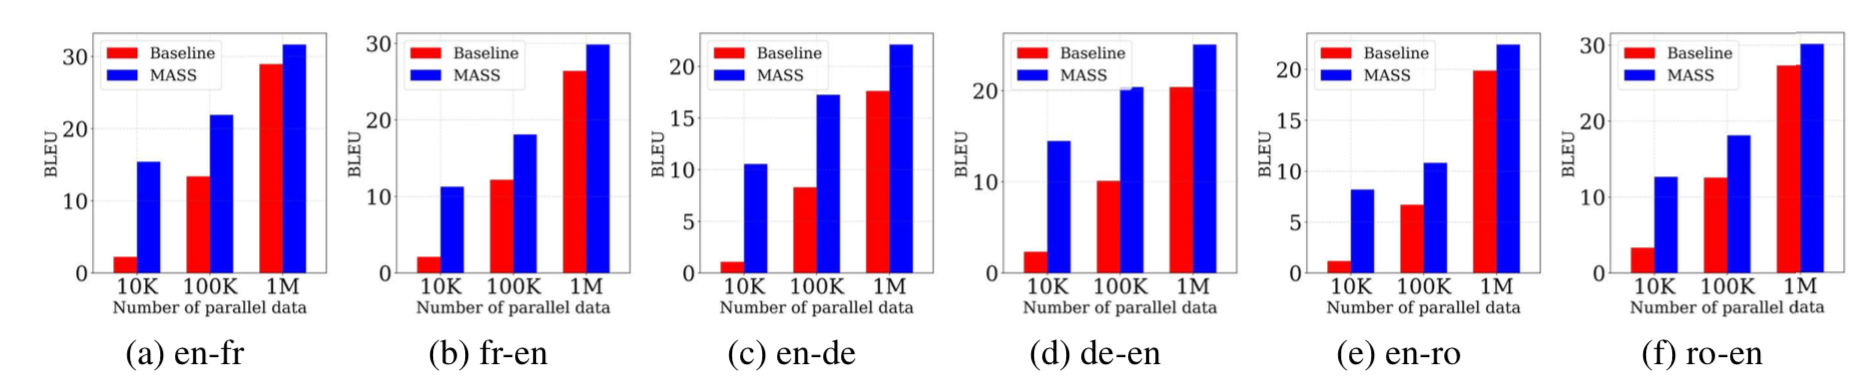 BLEU
30
20
10
0
Baseline
MASS
10K 100K 1M
Number of parallel data
(a) en-fr
BLEU
30
20
10
0
Baseline
MASS
10K 100K 1M
Number of parallel data
(b) fr-en
BLEU
20
15
10
5
0
Baseline
MASS
10K 100K 1M
Number of parallel data
(c) en-de
BLEU
20
10
0
Baseline
MASS
10K 100K 1M
Number of parallel data
(d) de-en
BLEU
20
15
10
5
0
Baseline
MASS
10K 100K 1M
Number of parallel data
(e) en-ro
BLEU
30
20
10
0
Baseline
MASS
10K 100K 1M
Number of parallel data
(f) ro-en